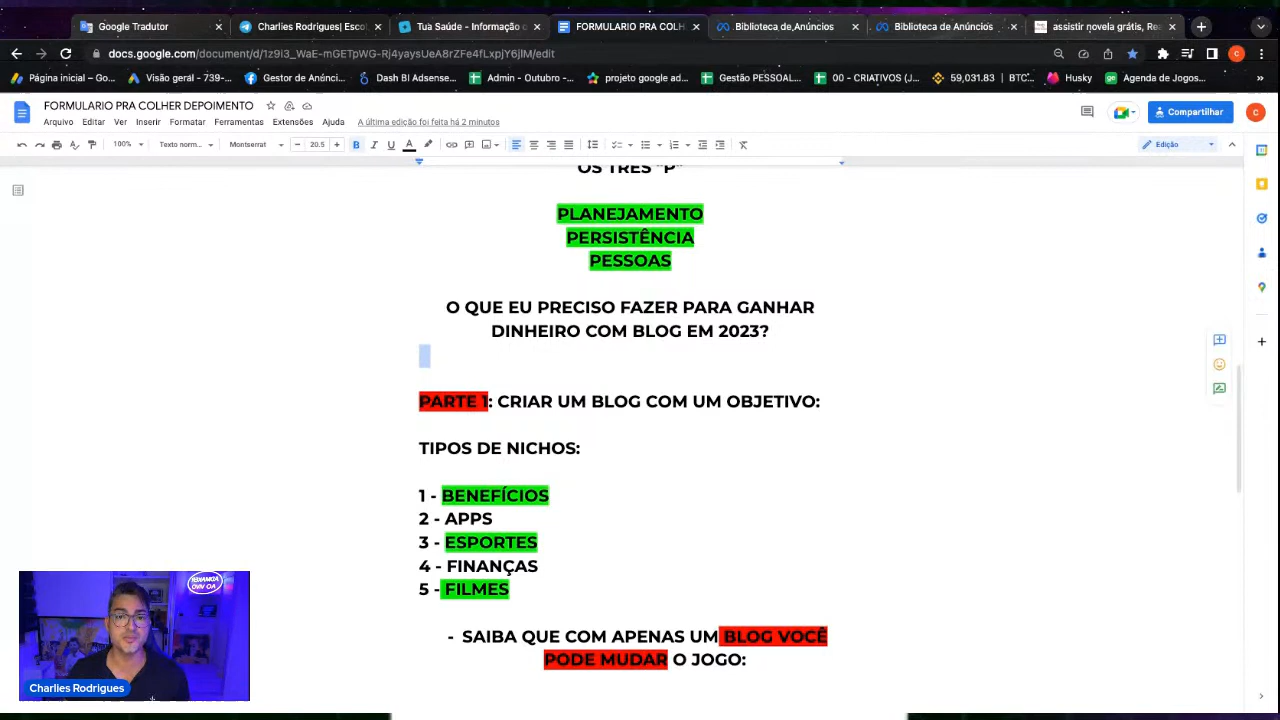 Google Tradutor
Charlles Rodrigues| Esco
Tua Saúde - Informação c
FORMULARIO PRA COLH
Biblioteca de Anúncios
Biblioteca de Anúncios
assistir novela grátis, Rea
docs.google.com/document/d/1z9i3_WaE-mGETpWG-Rj4yaysUeA8rZFe4fLxpjY6jlM/edit
Página inicial – Go...
Visão geral - 739-...
Gestor de Anúnci...
Dash BI Adsense...
Admin - Outubro -...
projeto google ad...
Gestão PESSOAL...
00 - CRIATIVOS (J...
59,031.83 | BTC...
Husky
Agenda de Jogos...
FORMULARIO PRA COLHER DEPOIMENTO
Compartilhar
Arquivo Editar Ver Inserir Formatar Ferramentas Extensões Ajuda A última edição foi feita há 2 minutos
100% Texto norm... Montserrat 20.5 Edição
OS TRÊS "P"
PLANEJAMENTO
PERSISTÊNCIA
PESSOAS
O QUE EU PRECISO FAZER PARA GANHAR
DINHEIRO COM BLOG EM 2023?
PARTE 1: CRIAR UM BLOG COM UM OBJETIVO:
TIPOS DE NICHOS:
1 - BENEFÍCIOS
2 - APPS
3 - ESPORTES
4 - FINANÇAS
5 - FILMES
- SAIBA QUE COM APENAS UM BLOG VOCÊ
PODE MUDAR O JOGO:
Charlles Rodrigues